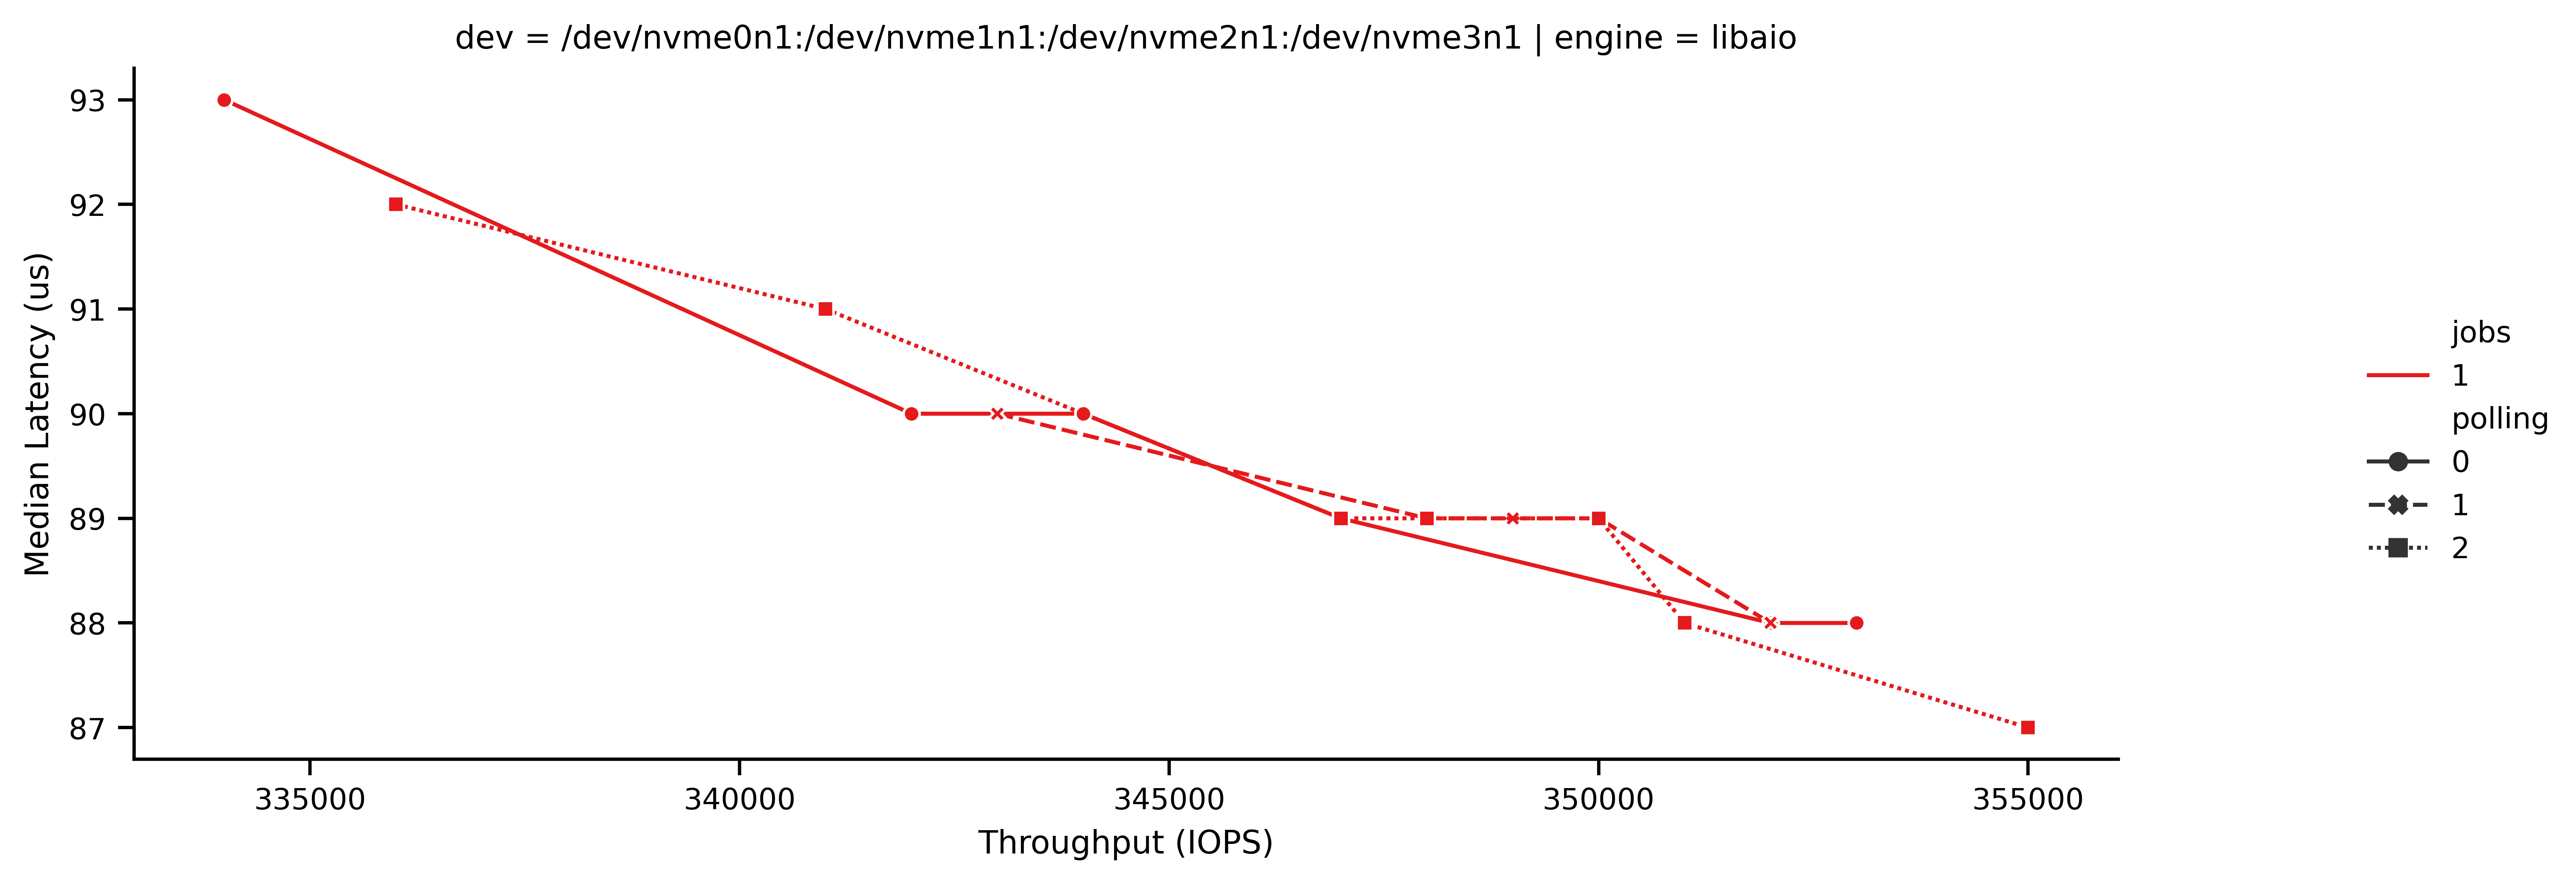 dev = /dev/nvme0n1:/dev/nvme1n1:/dev/nvme2n1:/dev/nvme3n1 | engine = libaio
93
92
91
90
89
88
87
Median Latency (us)
335000 340000 345000 350000 355000
Throughput (IOPS)
jobs
1
polling
0
1
2